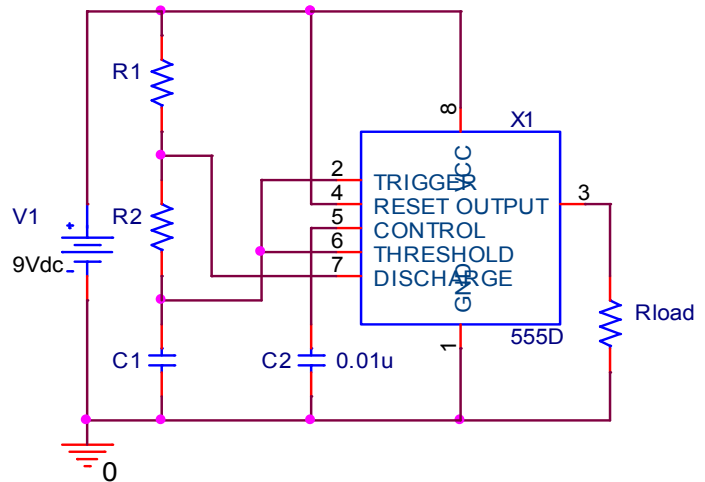 R1
8
X1
VCC
2
TRIGGER
4
RESET OUTPUT
3
V1
+
R2
5
CONTROL
6
THRESHOLD
9Vdc
-
7
DISCHARGE
GND
Rload
C1
C2 0.01u
1
555D
0